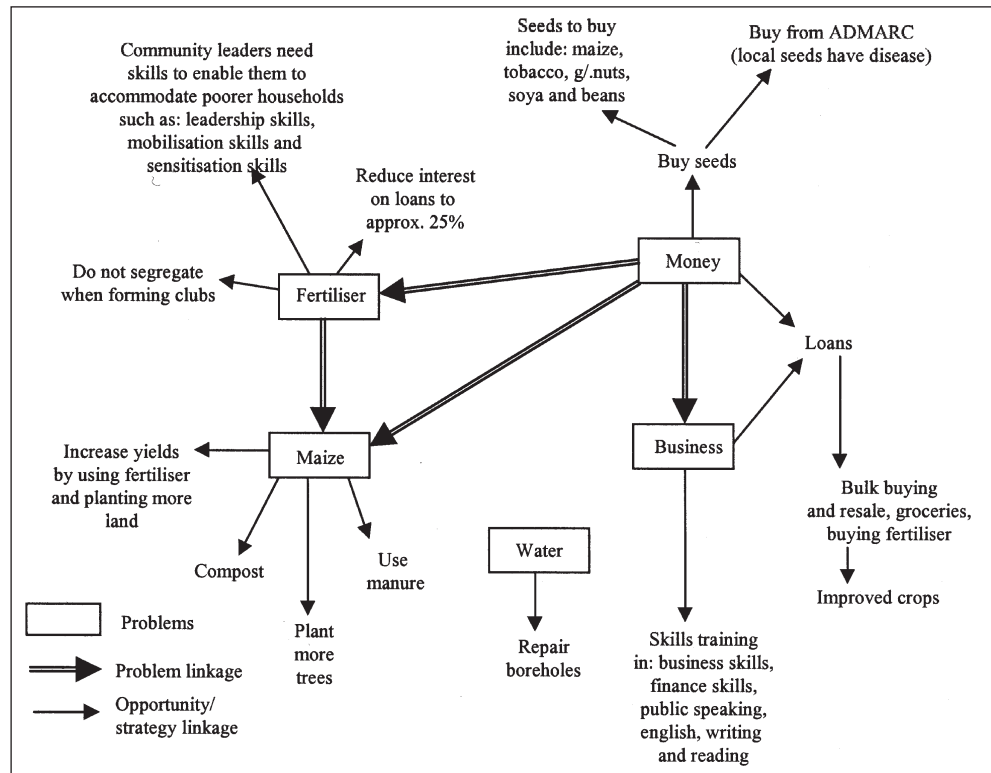 Community leaders need
skills to enable them to
accommodate poorer households
such as: leadership skills,
mobilisation skills and
sensitisation skills
Seeds to buy
include: maize,
tobacco, g/.nuts,
soya and beans
Buy from ADMARC
(local seeds have disease)
Buy seeds
Reduce interest
on loans to
approx. 25%
Money
Do not segregate
when forming clubs
Fertiliser
Loans
Increase yields
by using fertiliser
and planting more
land
Maize
Business
Bulk buying
and resale, groceries,
buying fertiliser
Compost
Use
manure
Water
Improved crops
Plant
more
trees
Repair
boreholes
Skills training
in: business skills,
finance skills,
public speaking,
english, writing
and reading
Problems
Problem linkage
Opportunity/
strategy linkage